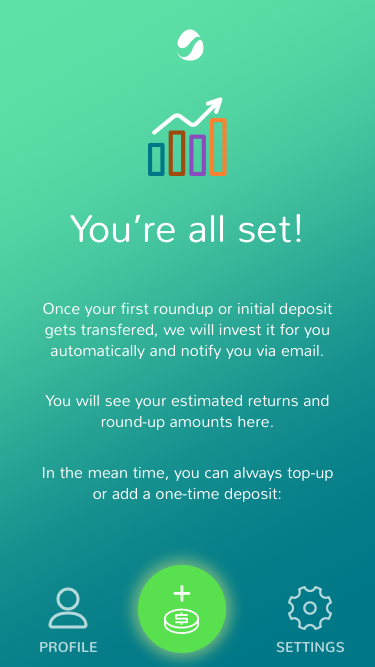 You're all set!
Once your first roundup or initial deposit
gets transfered, we will invest it for you
automatically and notify you via email.
You will see your estimated returns and
round-up amounts here.
In the mean time, you can always top-up
or add a one-time deposit:
PROFILE
SETTINGS